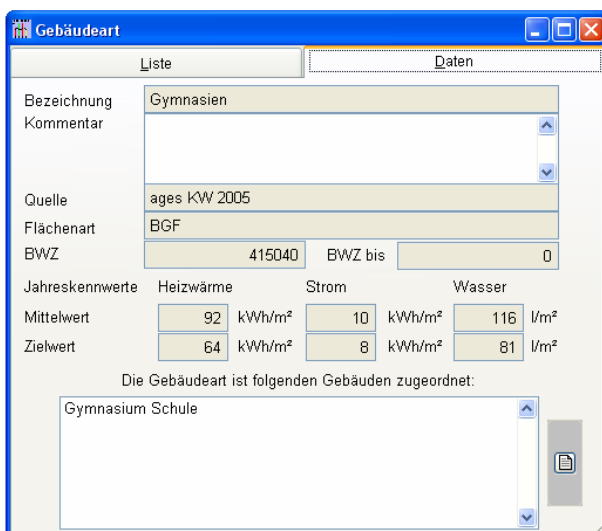 Gebäudeart
Liste Daten
Bezeichnung Gymnasien
Kommentar
Quelle ages KW 2005
Flächenart BGF
BWZ 415040 BWZ bis 0
Jahreskennwerte Heizwärme Strom Wasser
Mittelwert 92 kWh/m² 10 kWh/m² 116 l/m²
Zielwert 64 kWh/m² 8 kWh/m² 81 l/m²
Die Gebäudeart ist folgenden Gebäuden zugeordnet:
Gymnasium Schule